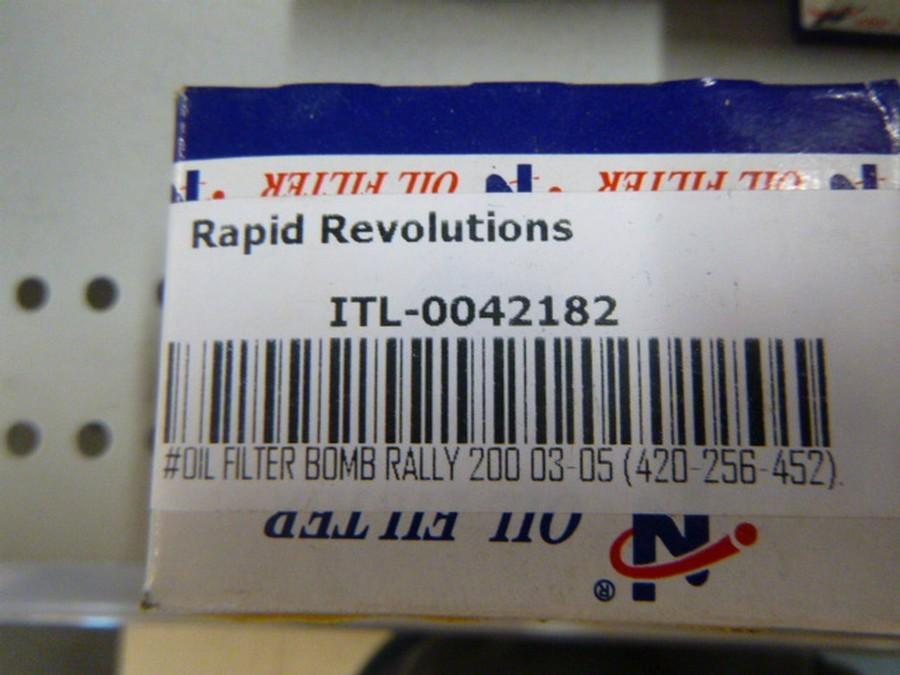 OIL FILTER OIL FILTER
Rapid Revolutions
ITL-0042182
#OIL FILTER BOMB RALLY 200 03-05 (420-256-452).
OIL FILTER
N
®